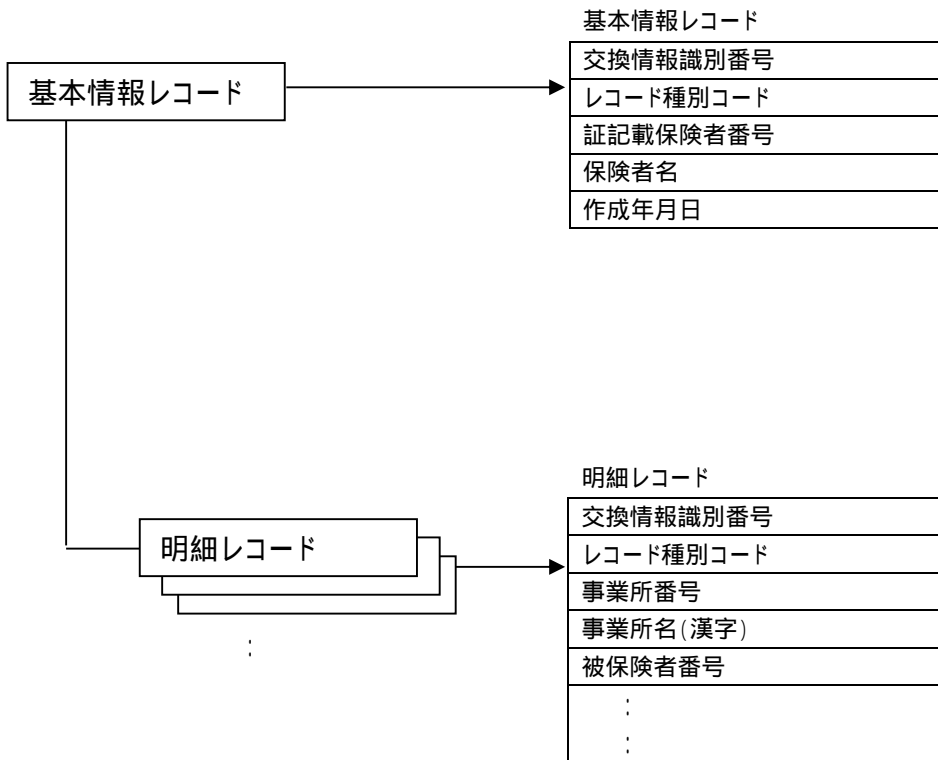 基本情報レコード
基本情報レコード
交換情報識別番号
レコード種別コード
証記載保険者番号
保険者名
作成年月日
明細レコード
明細レコード
交換情報識別番号
レコード種別コード
事業所番号
事業所名(漢字)
被保険者番号
:
:
: